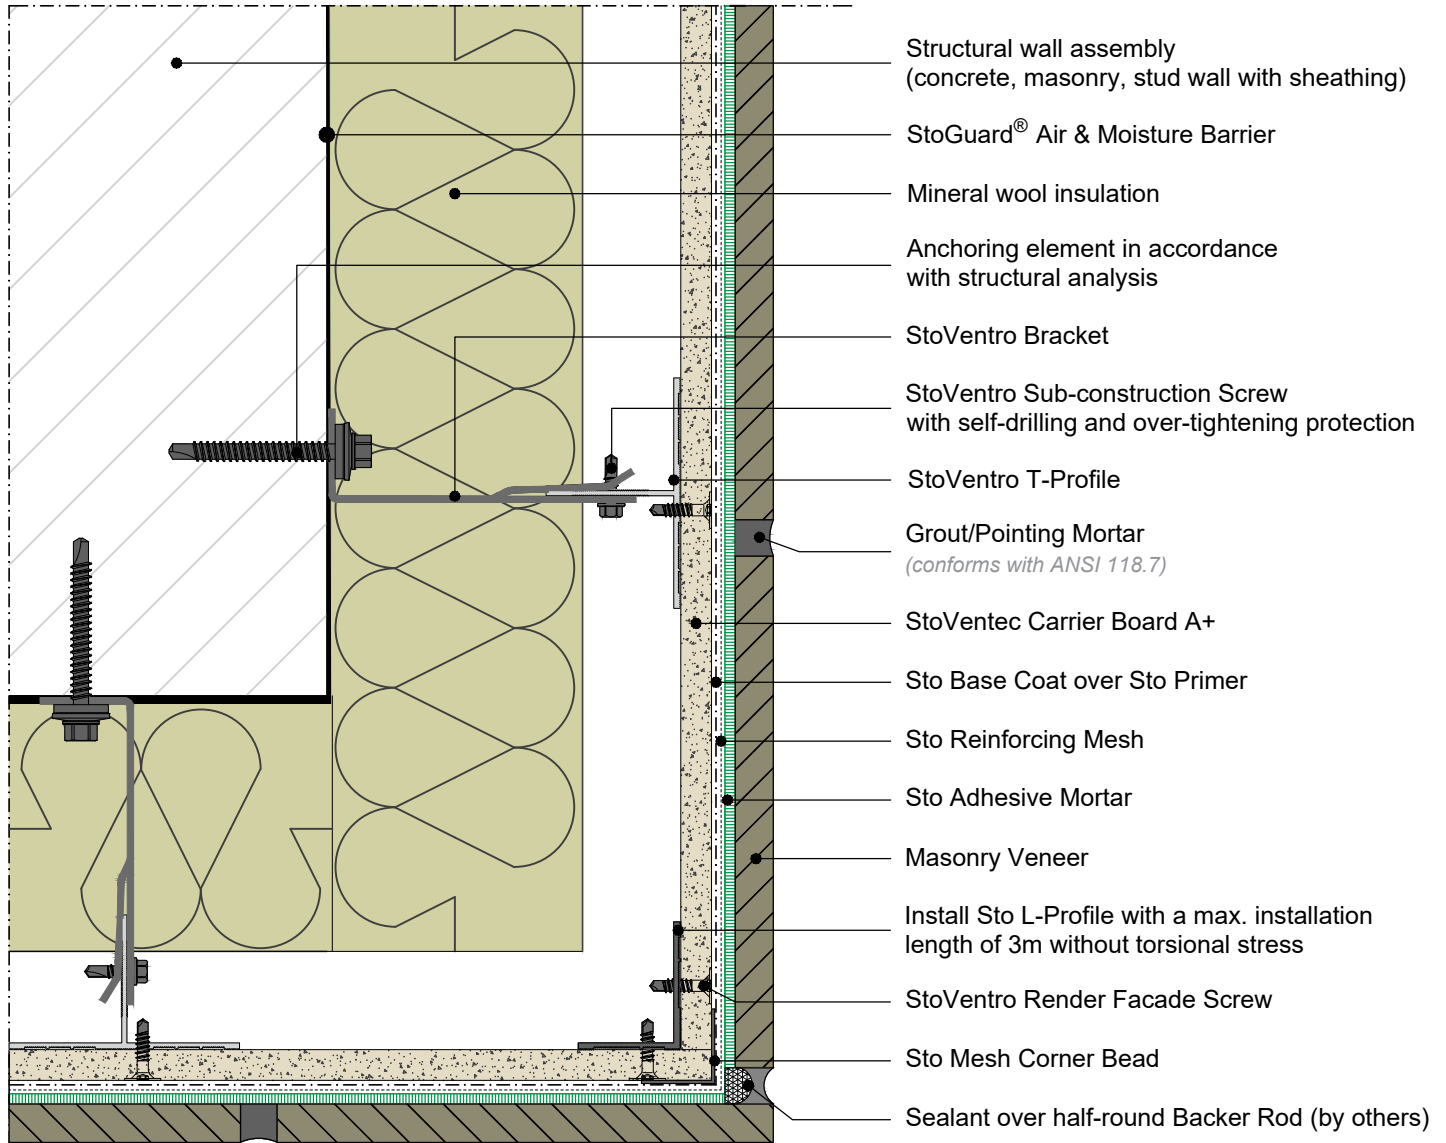 Structural wall assembly
(concrete, masonry, stud wall with sheathing)
StoGuard® Air & Moisture Barrier
Mineral wool insulation
Anchoring element in accordance
with structural analysis
StoVentro Bracket
StoVentro Sub-construction Screw
with self-drilling and over-tightening protection
StoVentro T-Profile
Grout/Pointing Mortar
(conforms with ANSI 118.7)
StoVentec Carrier Board A+
Sto Base Coat over Sto Primer
Sto Reinforcing Mesh
Sto Adhesive Mortar
Masonry Veneer
Install Sto L-Profile with a max. installation
length of 3m without torsional stress
StoVentro Render Facade Screw
Sto Mesh Corner Bead
Sealant over half-round Backer Rod (by others)